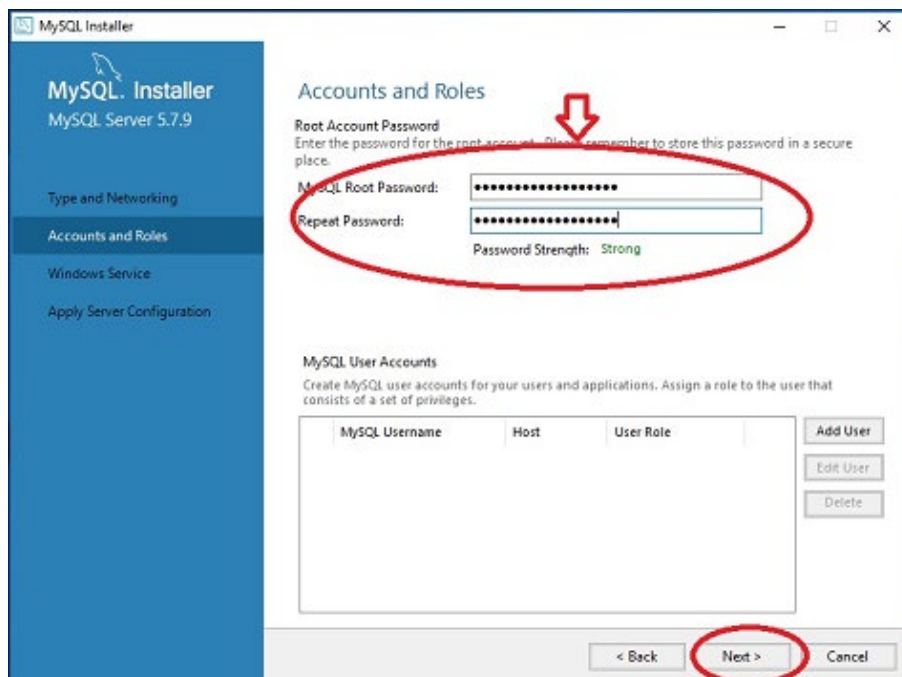 MySQL Installer
MySQL. Installer
MySQL Server 5.7.9
Type and Networking
Accounts and Roles
Windows Service
Apply Server Configuration
Accounts and Roles
Root Account Password
Enter the password for the root account. Please remember to store this password in a secure
place.
MySQL Root Password: ••••••••••••••••••
Repeat Password: ••••••••••••••••••
Password Strength: Strong
MySQL User Accounts
Create MySQL user accounts for your users and applications. Assign a role to the user that
consists of a set of privileges.
MySQL Username Host User Role
Add User
Edit User
Delete
< Back Next > Cancel